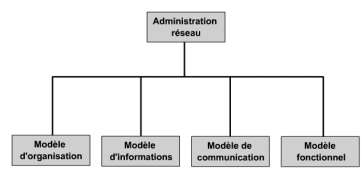 Administration
réseau
Modèle
d'organisation
Modèle
d'informations
Modèle de
communication
Modèle
fonctionnel